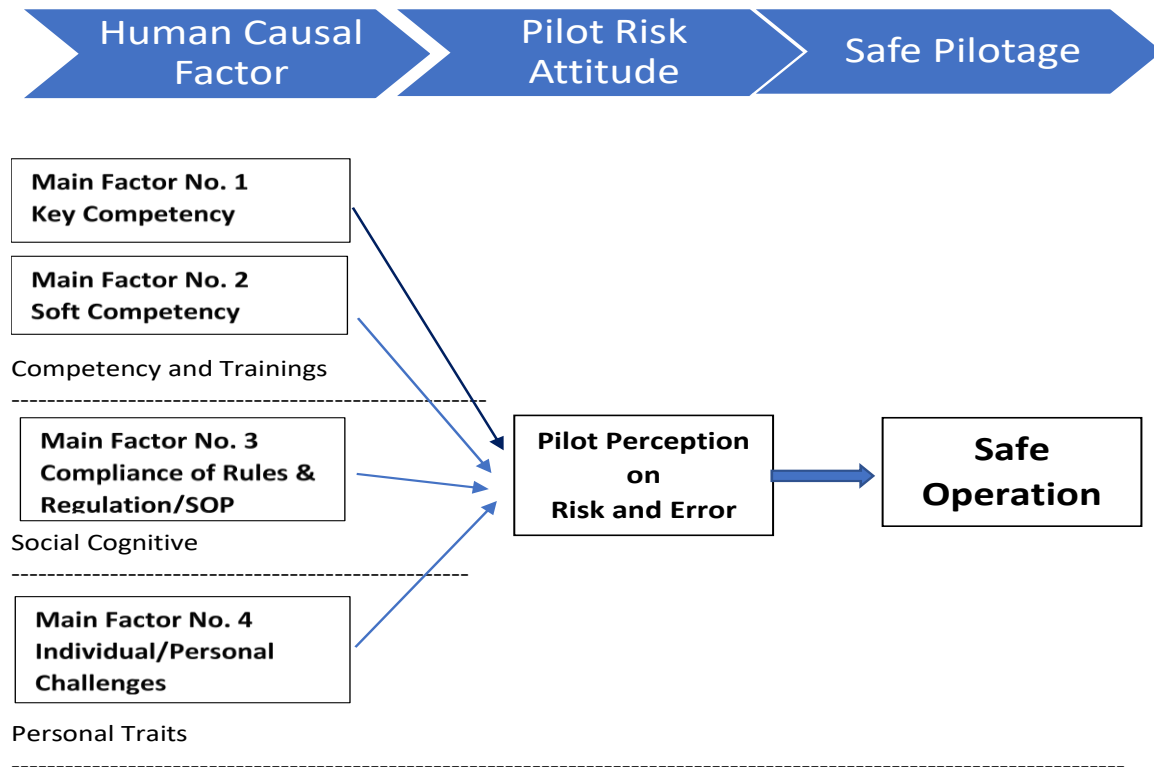 Human Causal
Factor
Pilot Risk
Attitude
Safe Pilotage
Main Factor No. 1
Key Competency
Main Factor No. 2
Soft Competency
Competency and Trainings
Main Factor No. 3
Compliance of Rules &
Regulation/SOP
Social Cognitive
Main Factor No. 4
Individual/Personal
Challenges
Personal Traits
Pilot Perception
on
Risk and Error
Safe
Operation